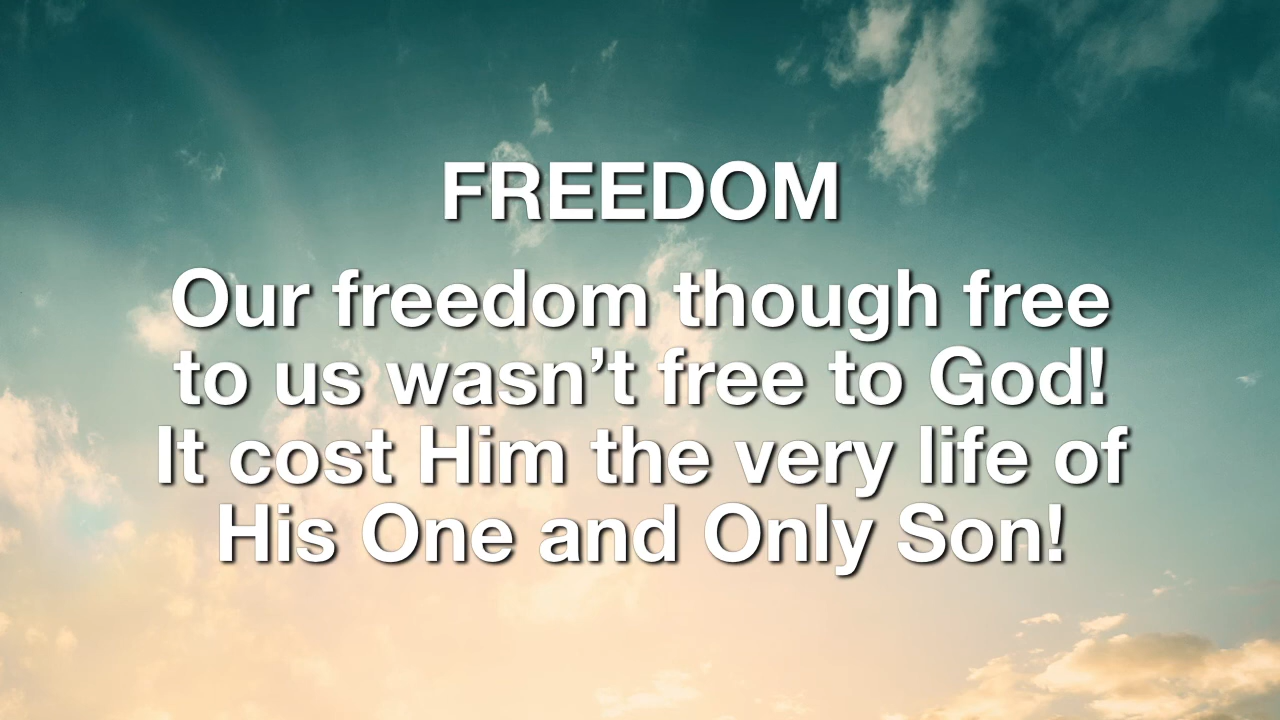 FREEDOM
Our freedom though free
to us wasn’t free to God!
It cost Him the very life of
His One and Only Son!